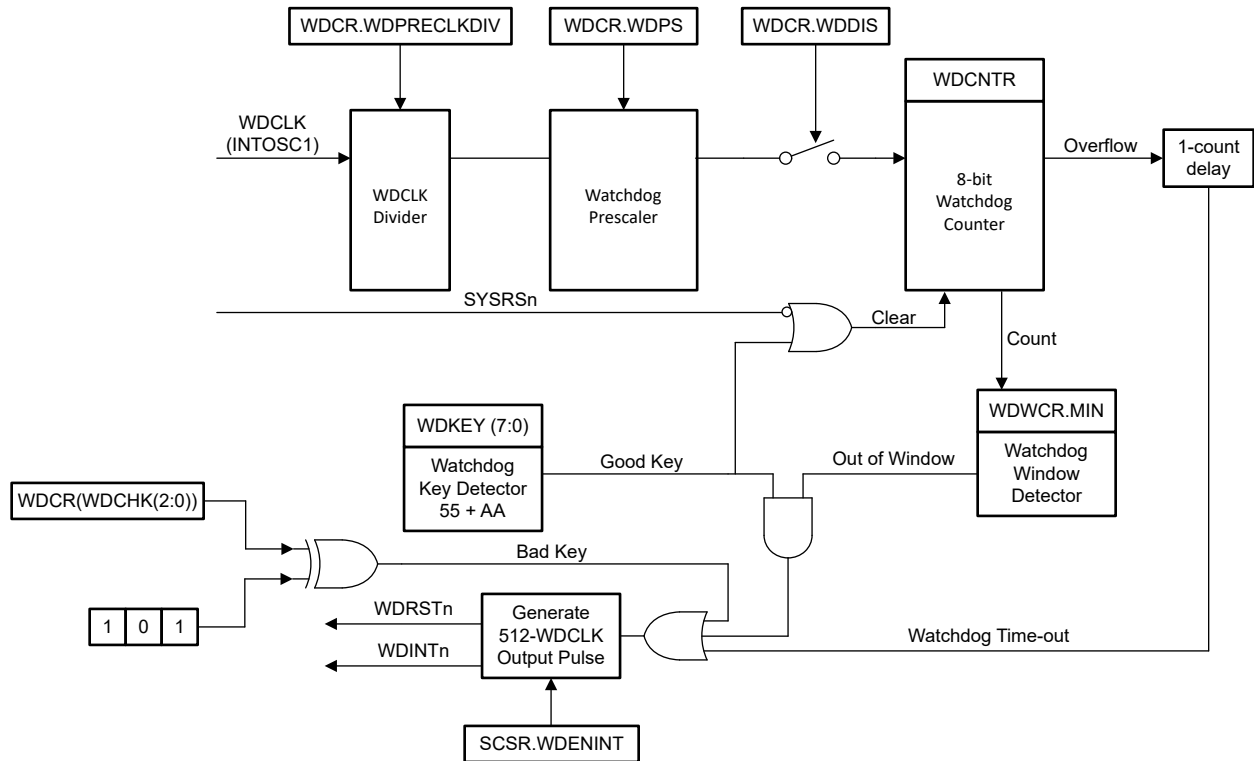 WDCR.WDPRECLKDIV
WDCR.WDPS
WDCR.WDDIS
WDCNTR
WDCLK
(INTOSC1)
WDCLK
Divider
Watchdog
Prescaler
8-bit
Watchdog
Counter
Overflow
1-count
delay
SYSRSn
Clear
Count
WDKEY (7:0)
Watchdog
Key Detector
55 + AA
Good Key
Out of Window
WDWCR.MIN
Watchdog
Window
Detector
WDCR(WDCHK(2:0))
Bad Key
1 0 1
WDRSTn
WDINTn
Generate
512-WDCLK
Output Pulse
Watchdog Time-out
SCSR.WDENINT